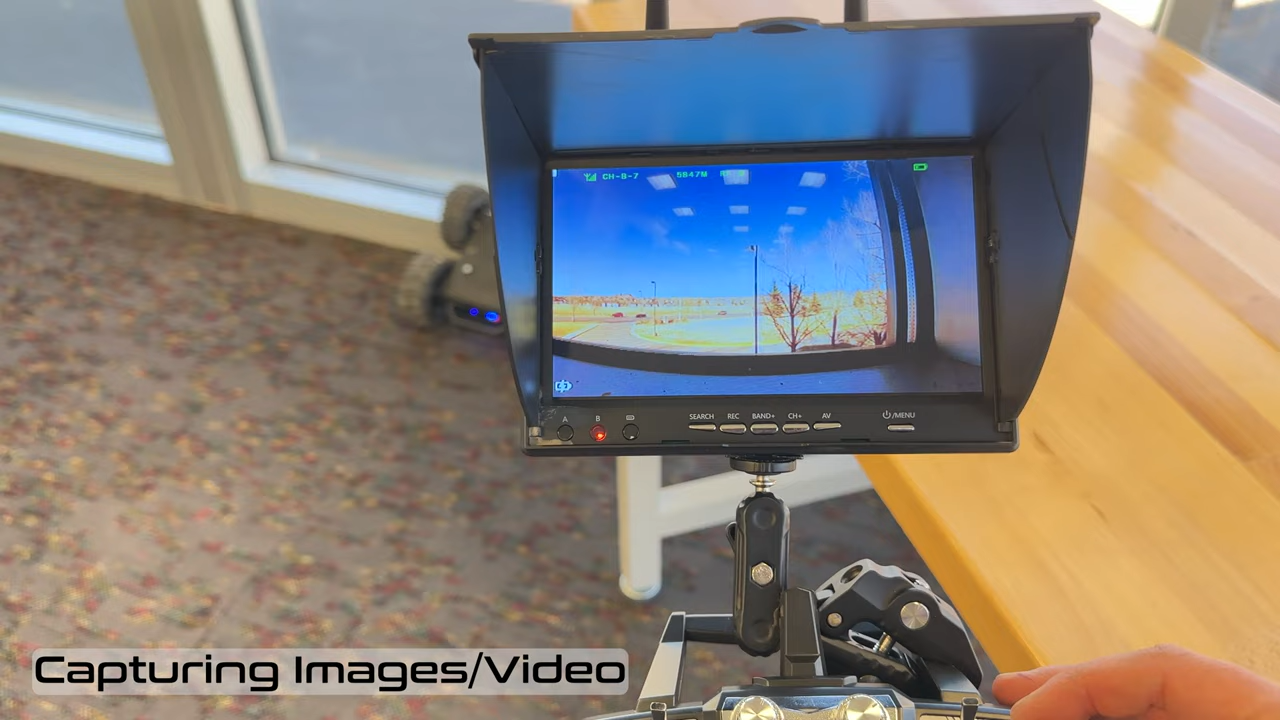 CH-B-7 5847M
A B SEARCH REC BAND+ CH+ AV /MENU
Capturing Images/Video